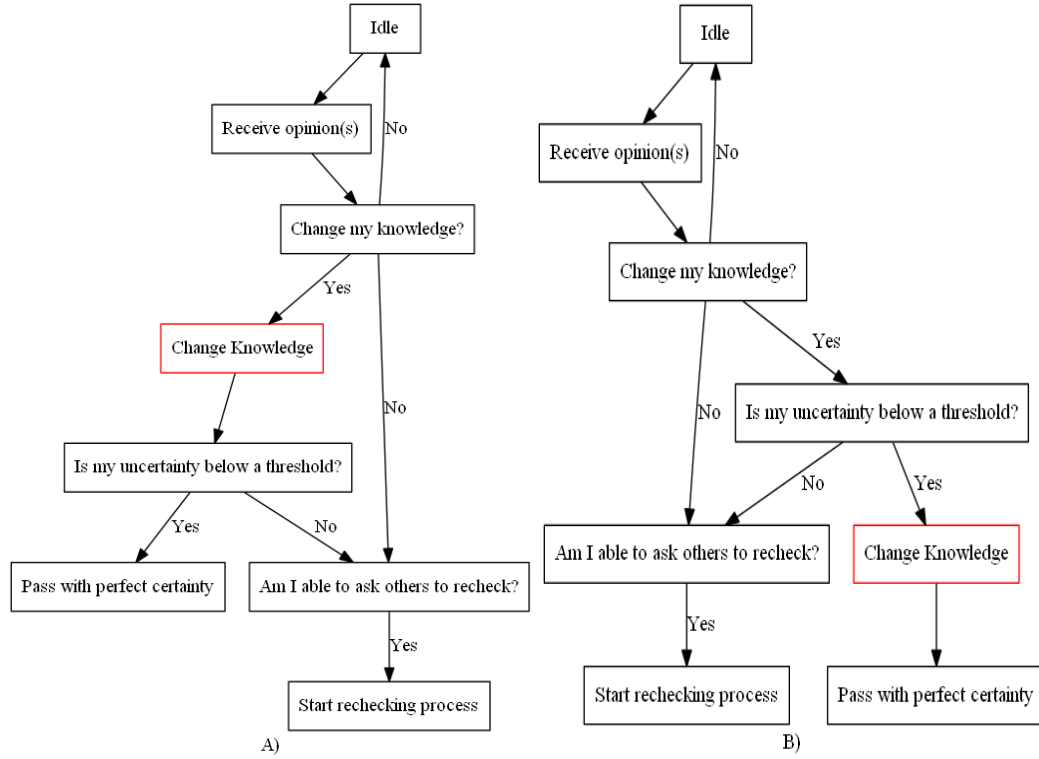 Idle
Receive opinion(s)
No
Change my knowledge?
Yes
Change Knowledge
No
Is my uncertainty below a threshold?
Yes
No
Pass with perfect certainty
Am I able to ask others to recheck?
Yes
Start rechecking process
A)
Idle
Receive opinion(s)
No
Change my knowledge?
Yes
No
Is my uncertainty below a threshold?
No
Yes
Am I able to ask others to recheck?
Change Knowledge
Yes
Start rechecking process
Pass with perfect certainty
B)